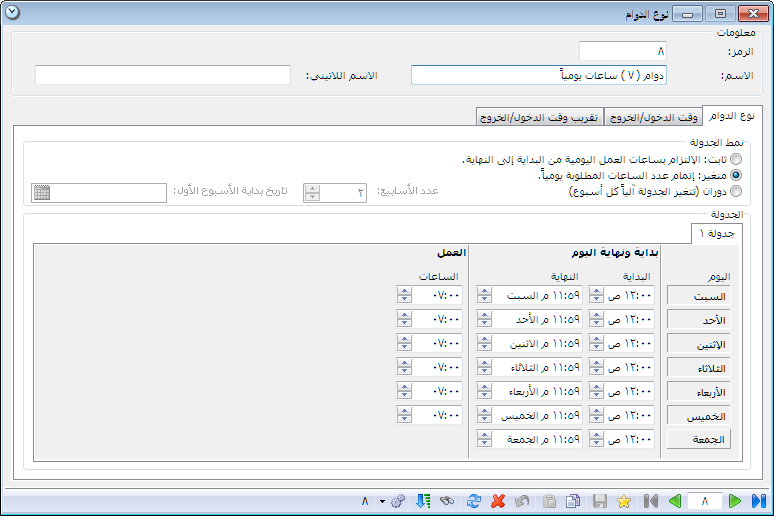 نوع الدوام
معلومات
الرمز: ٨
الاسم: دوام (٧) ساعات يومياً الاسم اللاتيني:
نوع الدوام وقت الدخول/الخروج تقريب وقت الدخول/الخروج
نمط الجدولة
ثابت: الإلتزام بساعات العمل اليومية من البداية إلى النهاية.
متغير: إتمام عدد الساعات المطلوبة يومياً.
دوران (تتغير الجدولة آلياً كل أسبوع) عدد الأسابيع: ٢ تاريخ بداية الأسبوع الأول:
الجدولة
جدولة ١
بداية ونهاية اليوم العمل
اليوم البداية النهاية الساعات
السبت ١٢:٠٠ ص ١١:٥٩ م السبت ٠٧:٠٠
الأحد ١٢:٠٠ ص ١١:٥٩ م الأحد ٠٧:٠٠
الإثنين ١٢:٠٠ ص ١١:٥٩ م الاثنين ٠٧:٠٠
الثلاثاء ١٢:٠٠ ص ١١:٥٩ م الثلاثاء ٠٧:٠٠
الأربعاء ١٢:٠٠ ص ١١:٥٩ م الأربعاء ٠٧:٠٠
الخميس ١٢:٠٠ ص ١١:٥٩ م الخميس ٠٧:٠٠
الجمعة ١٢:٠٠ ص ١١:٥٩ م الجمعة
٨ ٨